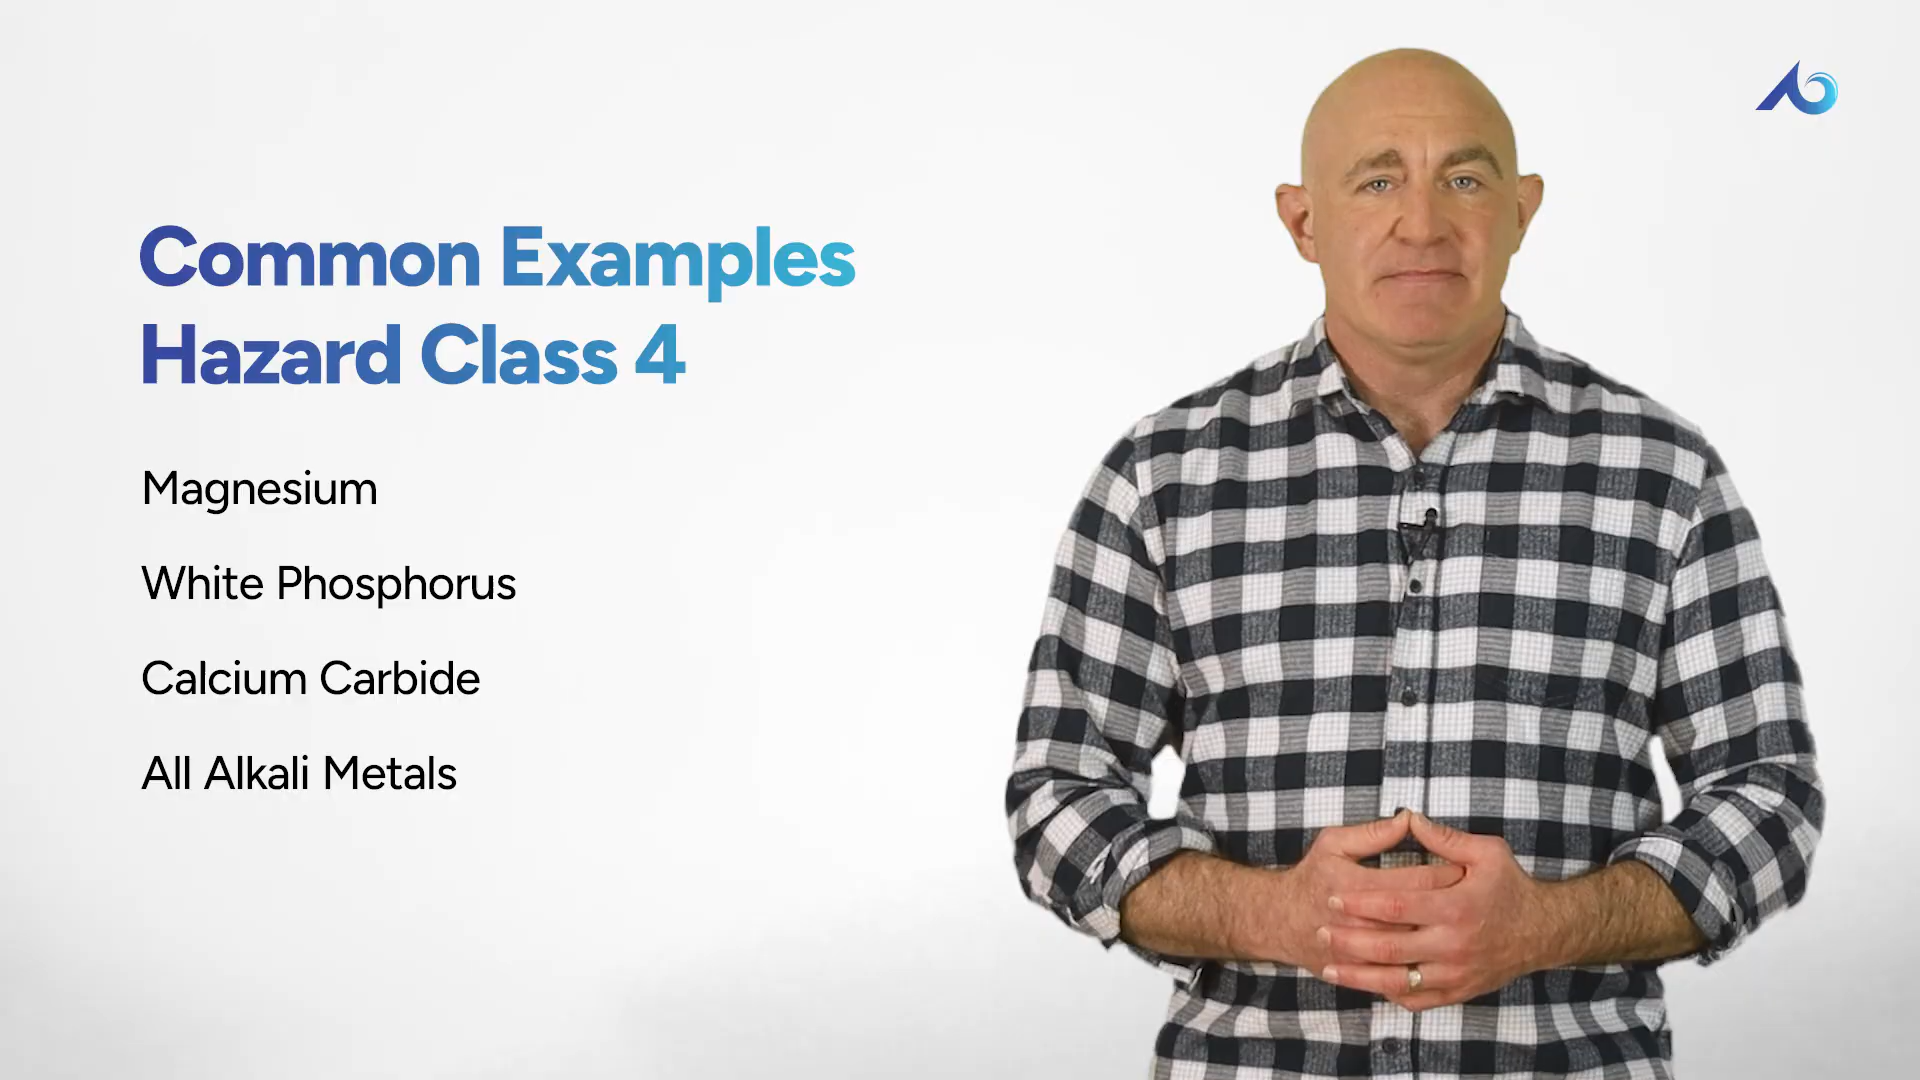 Common Examples
Hazard Class 4
Magnesium
White Phosphorus
Calcium Carbide
All Alkali Metals